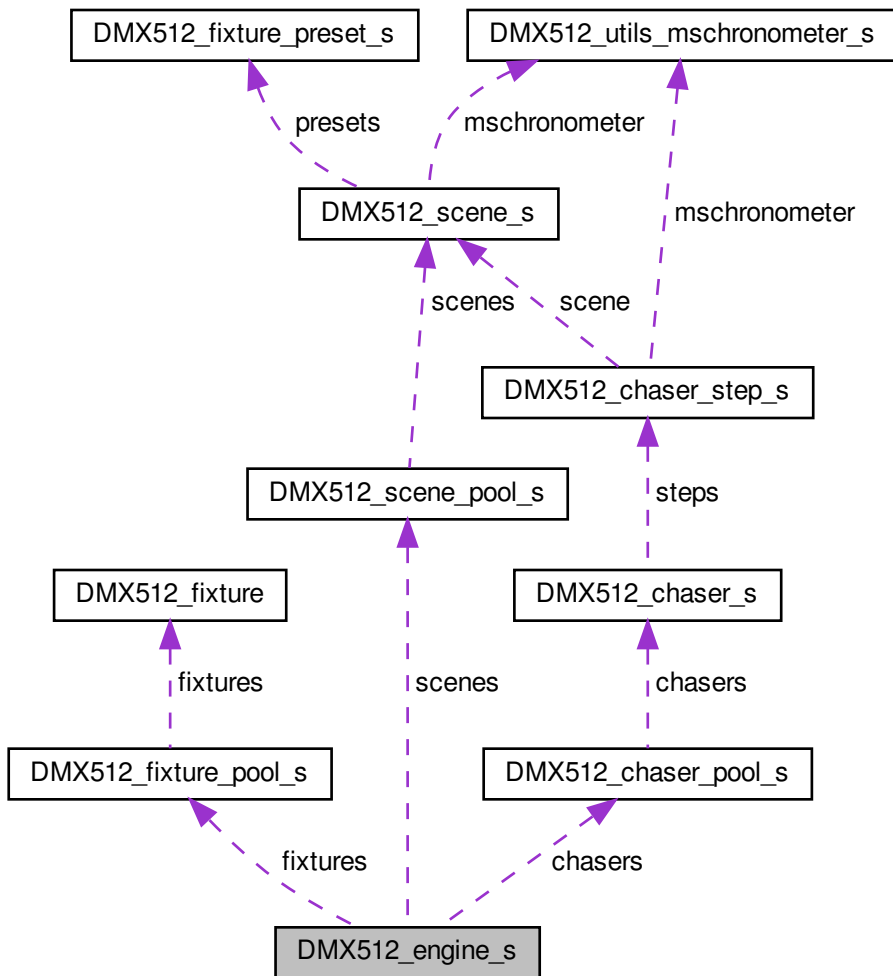 DMX512_fixture_preset_s
DMX512_utils_mschronometer_s
presets
mschronometer
DMX512_scene_s
mschronometer
scenes
scene
DMX512_chaser_step_s
DMX512_scene_pool_s
steps
DMX512_fixture
DMX512_chaser_s
fixtures
scenes
chasers
DMX512_fixture_pool_s
DMX512_chaser_pool_s
fixtures
chasers
DMX512_engine_s